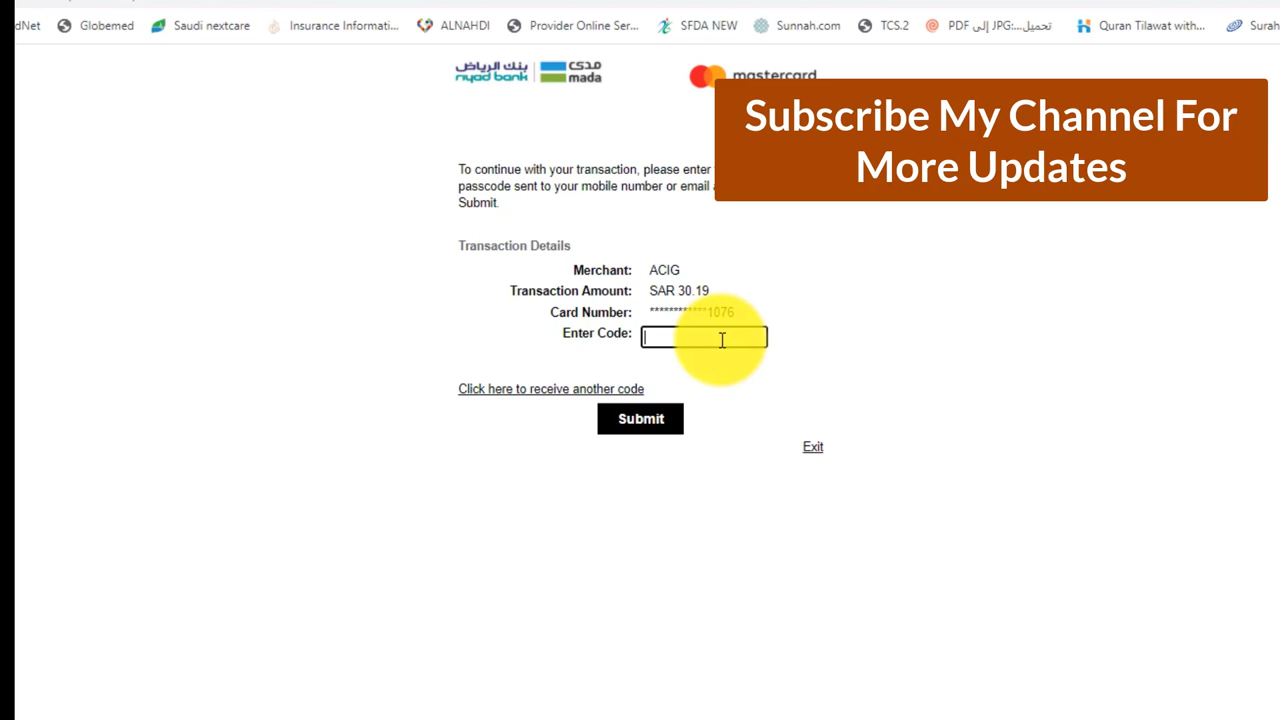 dNet Globemed Saudi nextcare Insurance Informati... ALNAHDI Provider Online Ser... SFDA NEW Sunnah.com TCS.2 تحميل:...PDF إلى JPG Quran Tilawat with... Surah
بنك الرياض مدى mastercard
riyad bank mada
Subscribe My Channel For
More Updates
To continue with your transaction, please enter
passcode sent to your mobile number or email
Submit.
Transaction Details
Merchant: ACIG
Transaction Amount: SAR 30.19
Card Number: ************1076
Enter Code:
Click here to receive another code
Submit
Exit